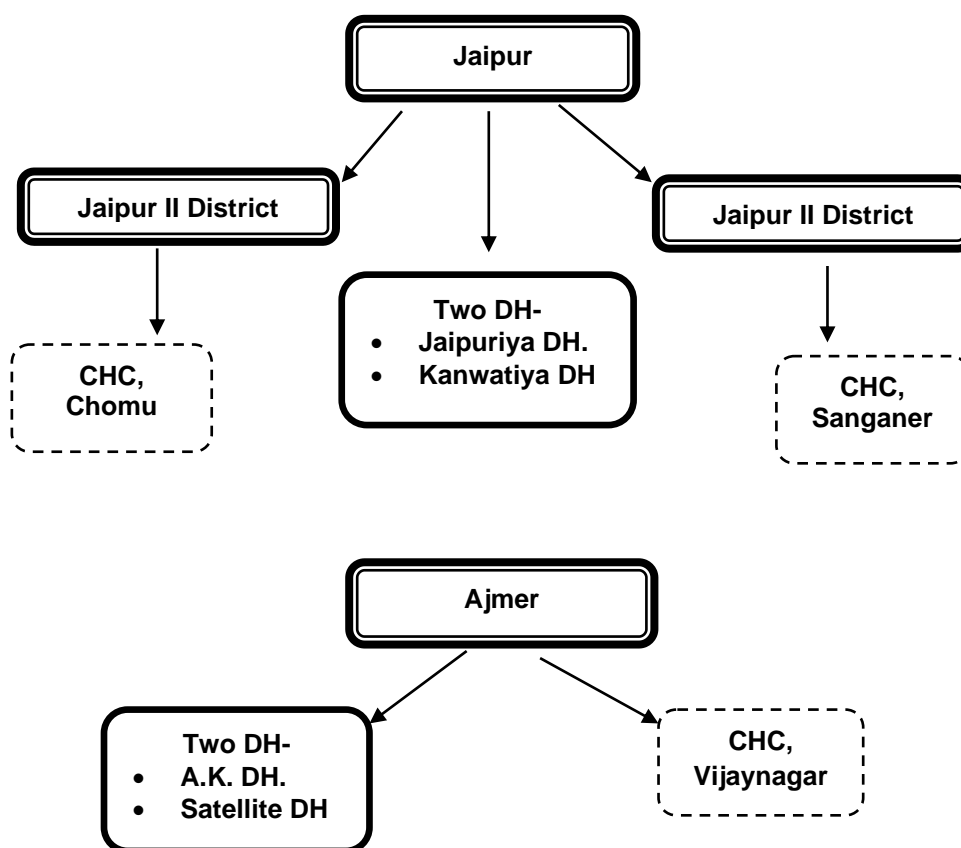 Jaipur
Jaipur II District
Jaipur II District
Two DH-
• Jaipuriya DH.
• Kanwatiya DH
CHC,
Chomu
CHC,
Sanganer
Ajmer
Two DH-
• A.K. DH.
• Satellite DH
CHC,
Vijaynagar